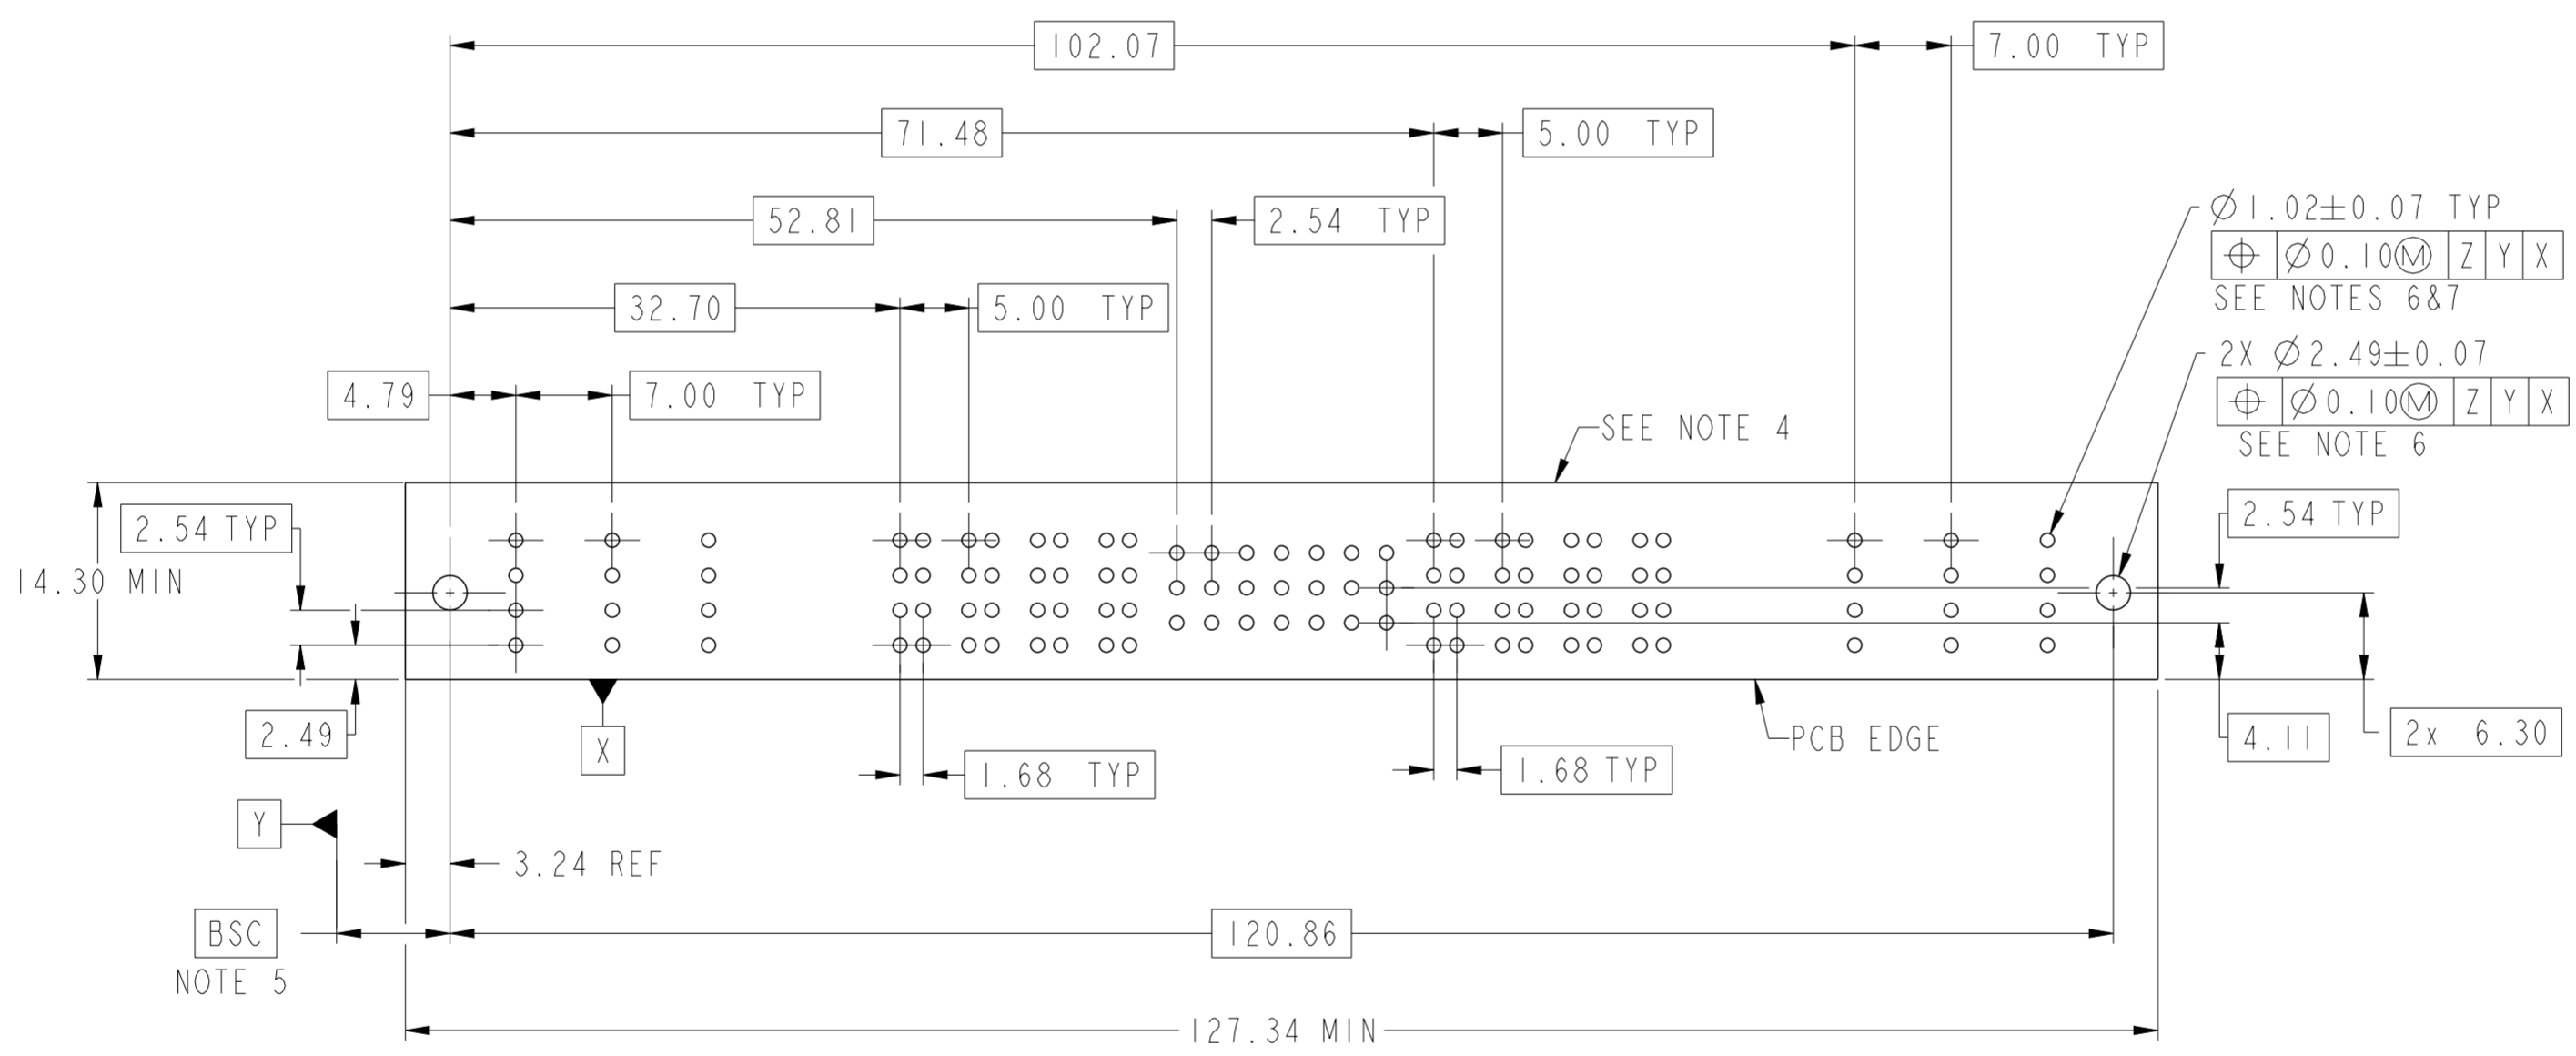 102.07
7.00 TYP
71.48
5.00 TYP
52.81
2.54 TYP
32.70
5.00 TYP
4.79
7.00 TYP
Ø1.02±0.07 TYP
⌖ Ø0.10Ⓜ Z Y X
SEE NOTES 6&7
2X Ø2.49±0.07
⌖ Ø0.10Ⓜ Z Y X
SEE NOTE 6
SEE NOTE 4
2.54 TYP
2.54 TYP
14.30 MIN
2.49
X
1.68 TYP
1.68 TYP
PCB EDGE
4.11
2x 6.30
Y
3.24 REF
BSC
NOTE 5
120.86
127.34 MIN